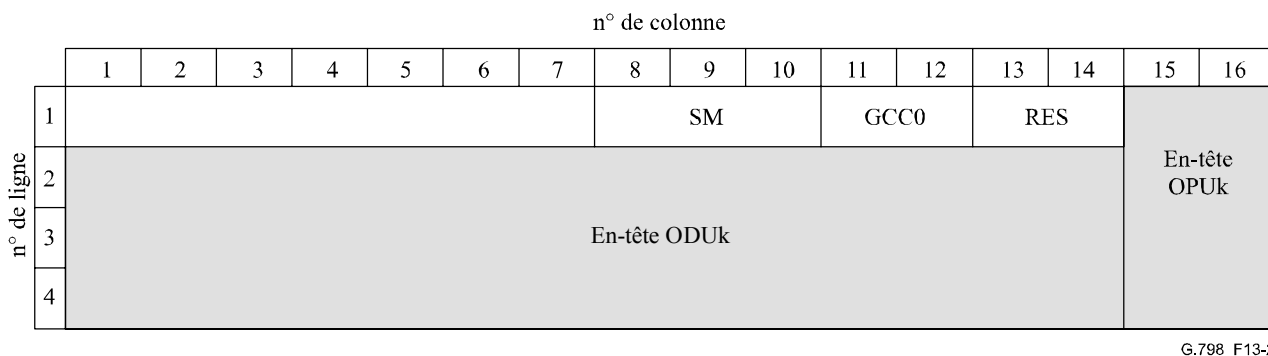 n° de colonne
1 2 3 4 5 6 7 8 9 10 11 12 13 14 15 16
n° de ligne
1 SM GCC0 RES
2
3
4
En-tête ODUk
En-tête
OPUk
G.798 F13-